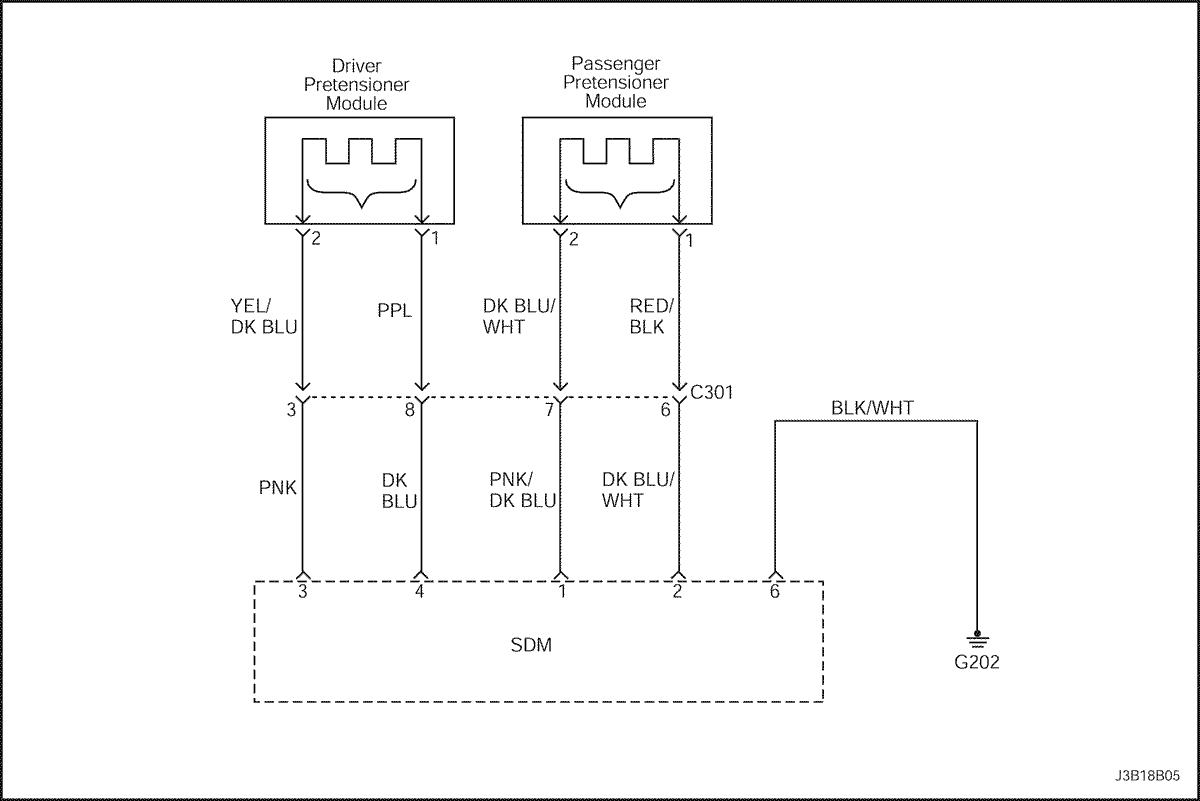 Driver
Pretensioner
Module
Passenger
Pretensioner
Module
2
1
2
1
YEL/
DK BLU
PPL
DK BLU/
WHT
RED/
BLK
C301
3
8
7
6
BLK/WHT
PNK
DK
BLU
PNK/
DK BLU
DK BLU/
WHT
3
4
1
2
6
SDM
G202
J3B18B05